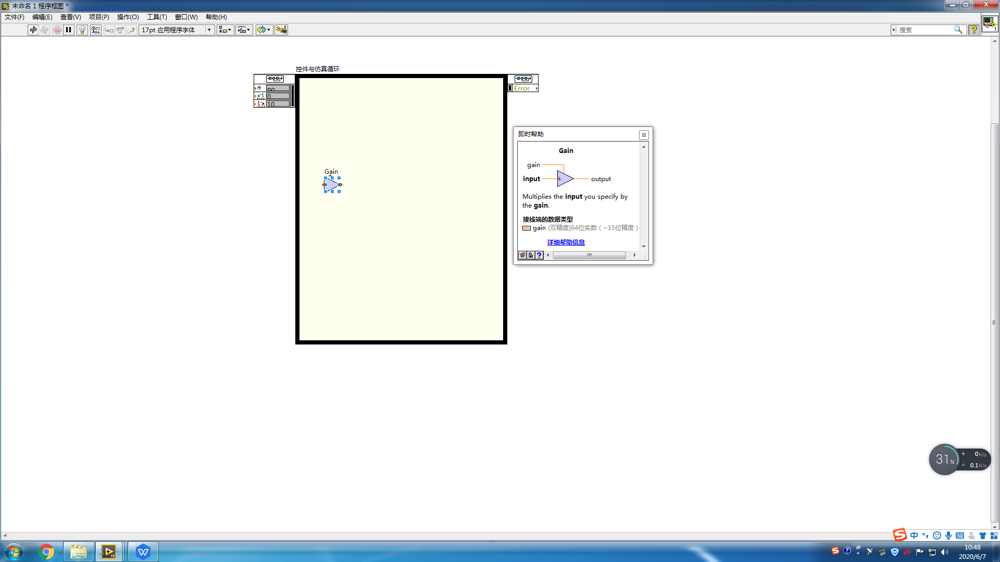 未命名 1 程序框图 *
文件(F) 编辑(E) 查看(V) 项目(P) 操作(O) 工具(T) 窗口(W) 帮助(H)
17pt 应用程序字体
搜索
?
控件与仿真循环
no
0
10
Error
Gain
即时帮助
Gain
gain
input
k
output
Multiplies the input you specify by
the gain.
接线端的数据类型
DBL gain (双精度[64位实数 ( ~15位精度 )
详细帮助信息
?
31%
0K/s
0.1K/s
中
10:48
2020/6/7